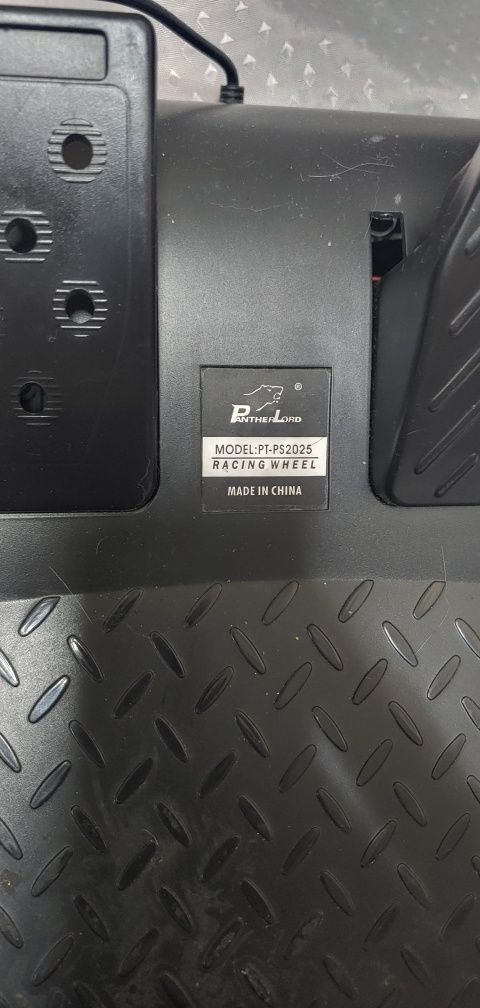 ®
PANTHERLORD
MODEL:PT-PS2025
RACING WHEEL
MADE IN CHINA